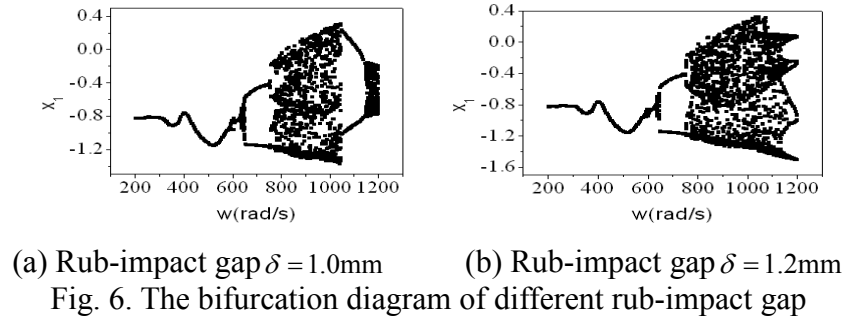 0.4
0.0
-0.4
-0.8
-1.2
X1
200 400 600 800 1000 1200
w(rad/s)
0.4
0.0
-0.4
-0.8
-1.2
-1.6
X1
200 400 600 800 1000 1200
w(rad/s)
(a) Rub-impact gap δ = 1.0mm
(b) Rub-impact gap δ = 1.2mm
Fig. 6. The bifurcation diagram of different rub-impact gap